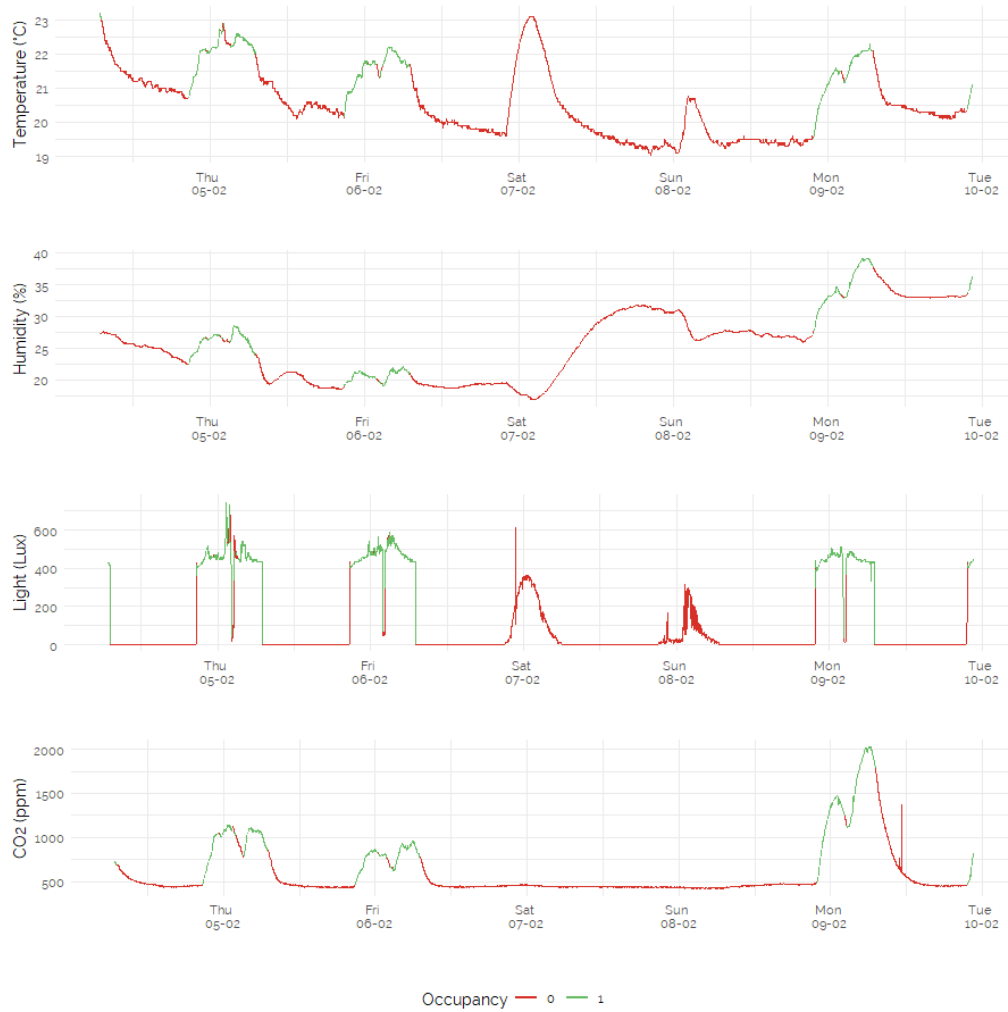 Temperature (°C)
23
22
21
20
19
Thu Fri Sat Sun Mon Tue
05-02 06-02 07-02 08-02 09-02 10-02
Humidity (%)
40
35
30
25
20
Thu Fri Sat Sun Mon Tue
05-02 06-02 07-02 08-02 09-02 10-02
Light (Lux)
600
400
200
0
Thu Fri Sat Sun Mon Tue
05-02 06-02 07-02 08-02 09-02 10-02
CO2 (ppm)
2000
1500
1000
500
Thu Fri Sat Sun Mon Tue
05-02 06-02 07-02 08-02 09-02 10-02
Occupancy 0 1